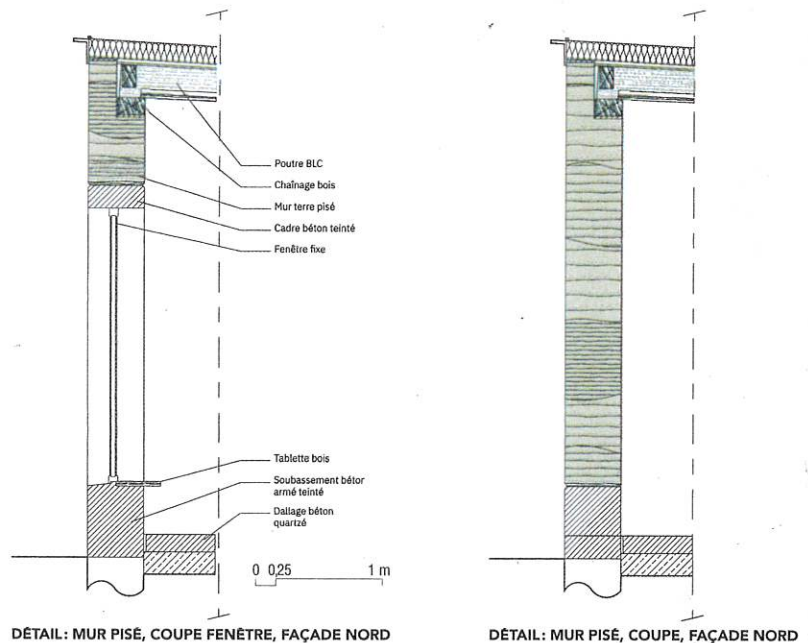 Poutre BLC
Chaînage bois
Mur terre pisé
Cadre béton teinté
Fenêtre fixe
Tablette bois
Soubassement bétor
armé teinté
Dallage béton
quartzé
0 0,25 1 m
DÉTAIL: MUR PISÉ, COUPE FENÊTRE, FAÇADE NORD
DÉTAIL: MUR PISÉ, COUPE, FAÇADE NORD